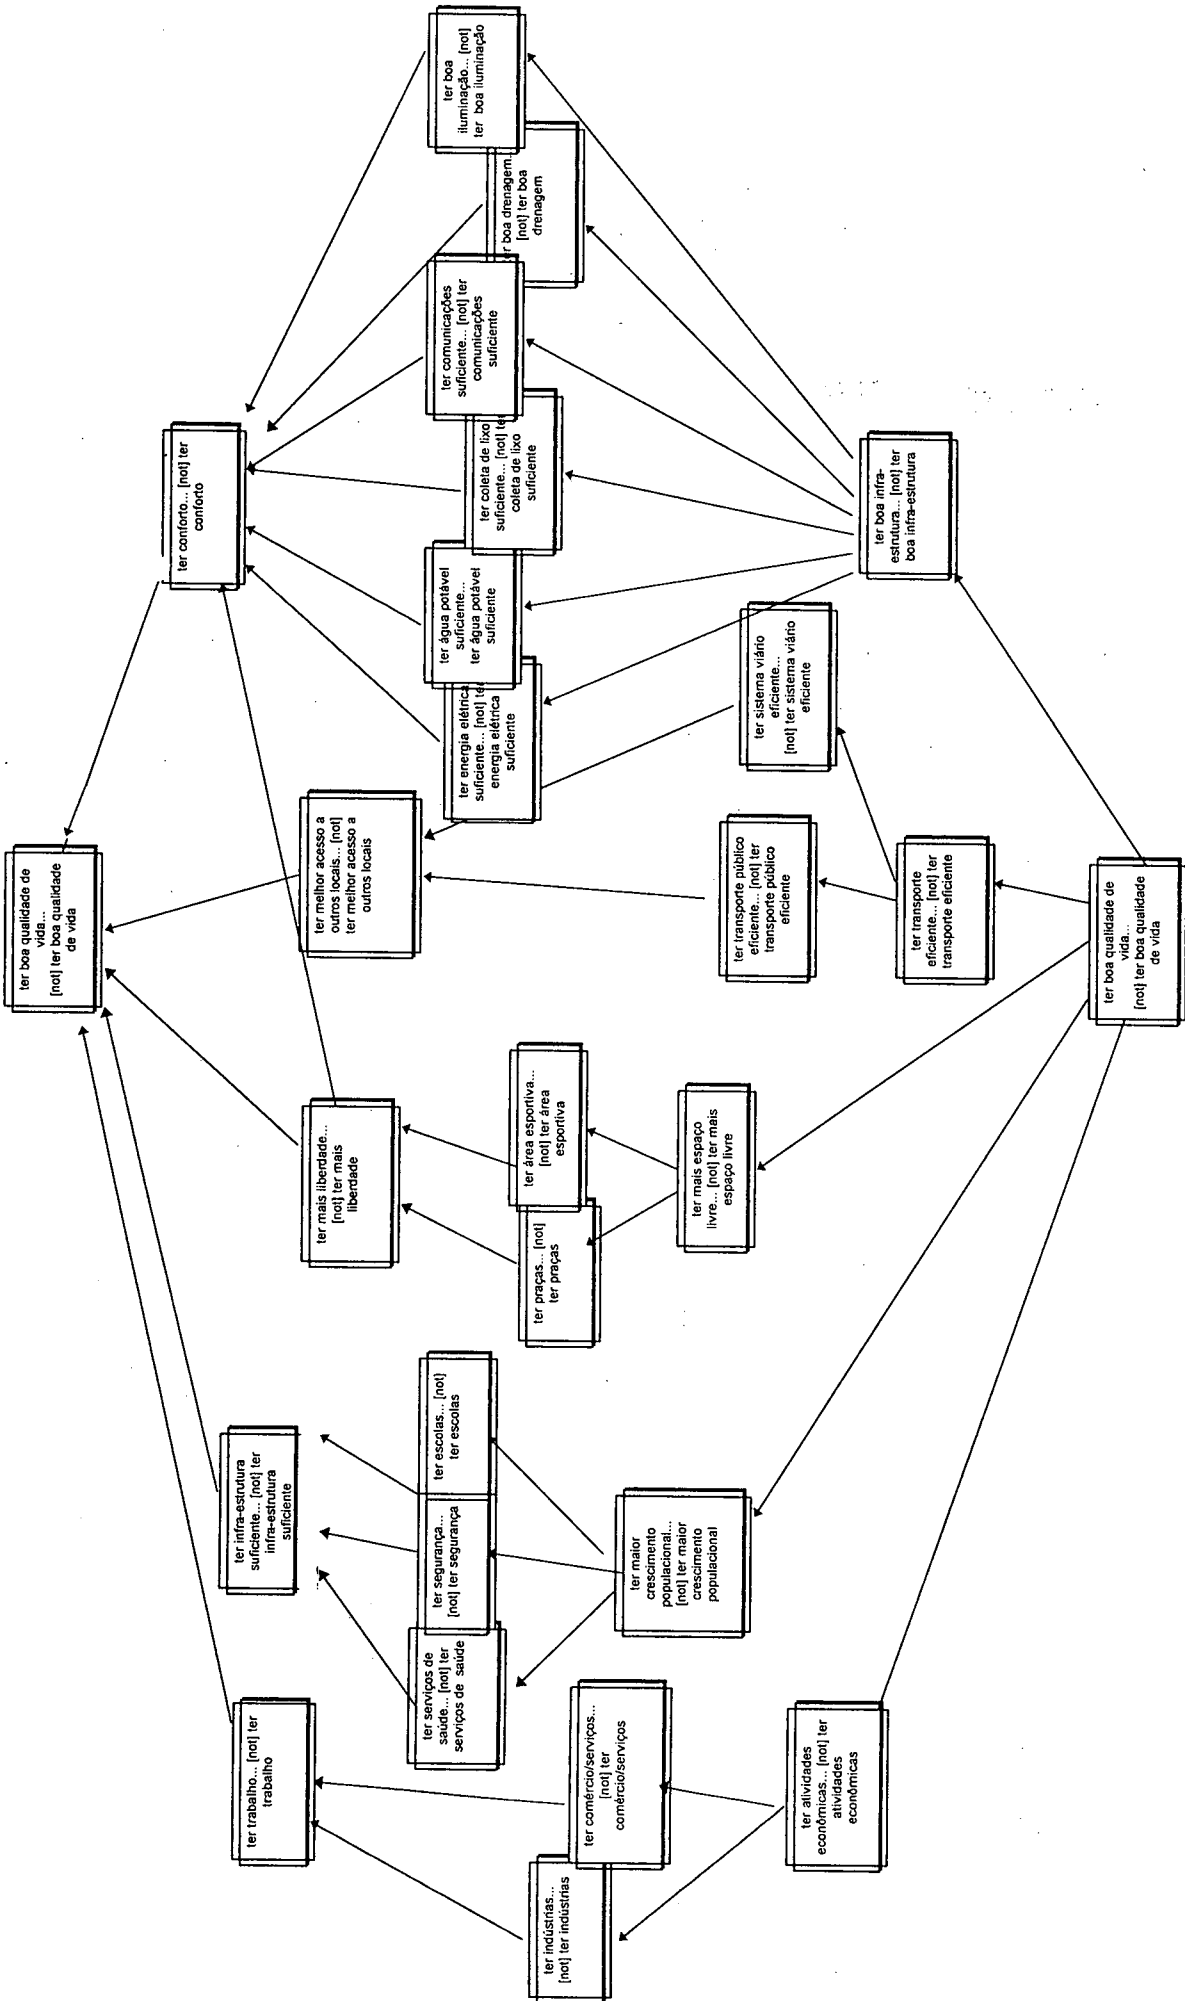 ter boa qualidade de
vida...
[not] ter boa qualidade
de vida
ter conforto... [not] ter
conforto
ter trabalho... [not] ter
trabalho
ter infra-estrutura
suficiente... [not] ter
infra-estrutura
suficiente
ter mais liberdade...
[not] ter mais
liberdade
ter melhor acesso a
outros locais... [not]
ter melhor acesso a
outros locais
ter serviços de
saúde... [not] ter
serviços de saúde
ter segurança...
[not] ter segurança
ter escolas... [not]
ter escolas
ter energia elétrica
suficiente... [not] ter
energia elétrica
suficiente
ter água potável
suficiente...
ter água potável
suficiente
ter coleta de lixo
suficiente... [not] te
coleta de lixo
suficiente
ter comunicações
suficiente... [not] ter
comunicações
suficiente
r boa drenagem.
[not] ter boa
drenagem
ter boa
iluminação... [not]
ter boa iluminação
ter indústrias...
[not] ter indústrias
ter comércio/serviços...
[not] ter
comércio/serviços
ter praças... [not]
ter praças
ter área esportiva...
[not] ter área
esportiva
ter maior
crescimento
populacional...
[not] ter maior
crescimento
populacional
ter mais espaço
livre... [not] ter mais
espaço livre
ter transporte público
eficiente... [not] ter
transporte público
eficiente
ter sistema viário
eficiente...
[not] ter sistema viário
eficiente
ter atividades
econômicas... [not] ter
atividades
econômicas
ter transporte
eficiente... [not] ter
transporte eficiente
ter boa infra-
estrutura... [not] ter
boa infra-estrutura
ter boa qualidade de
vida...
[not] ter boa qualidade
de vida